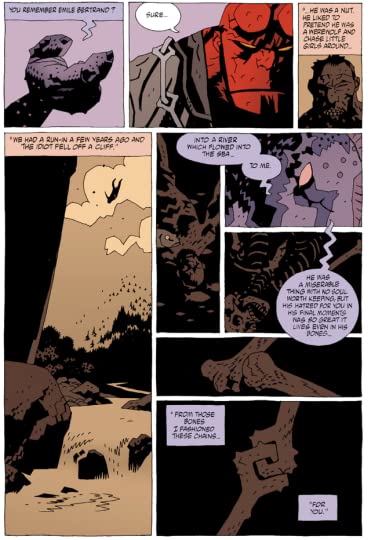 YOU REMEMBER EMILE BERTRAND?
SURE...
"...HE WAS A NUT.
HE LIKED TO
PRETEND HE WAS
A WEREWOLF AND
CHASE LITTLE
GIRLS AROUND...
"WE HAD A RUN-IN A FEW YEARS AGO AND
THE IDIOT FELL OFF A CLIFF."
INTO A RIVER
WHICH FLOWED INTO
THE SEA...
TO ME.
HE WAS
A MISERABLE
THING WITH NO SOUL
WORTH KEEPING, BUT
HIS HATRED FOR YOU IN
HIS FINAL MOMENTS
WAS SO GREAT IT
LIVES EVEN IN HIS
BONES...
"FROM THOSE
BONES
I FASHIONED
THESE CHAINS...
"FOR
YOU."